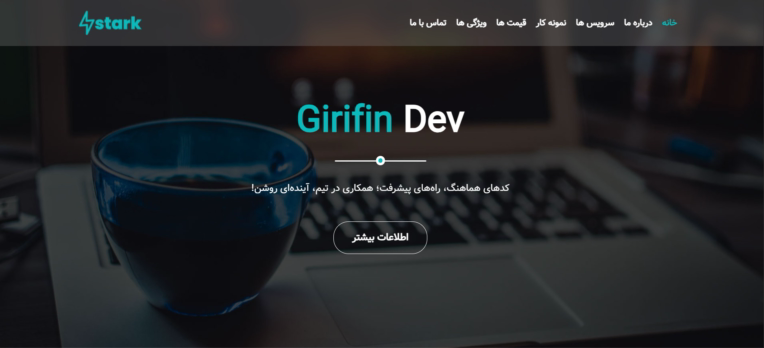 stark
خانه درباره ما سرویس ها نمونه کار قیمت ها ویژگی ها تماس با ما
Girifin Dev
کدهای هماهنگ، راه‌های پیشرفت؛ همکاری در تیم، آینده‌ای روشن!
اطلاعات بیشتر